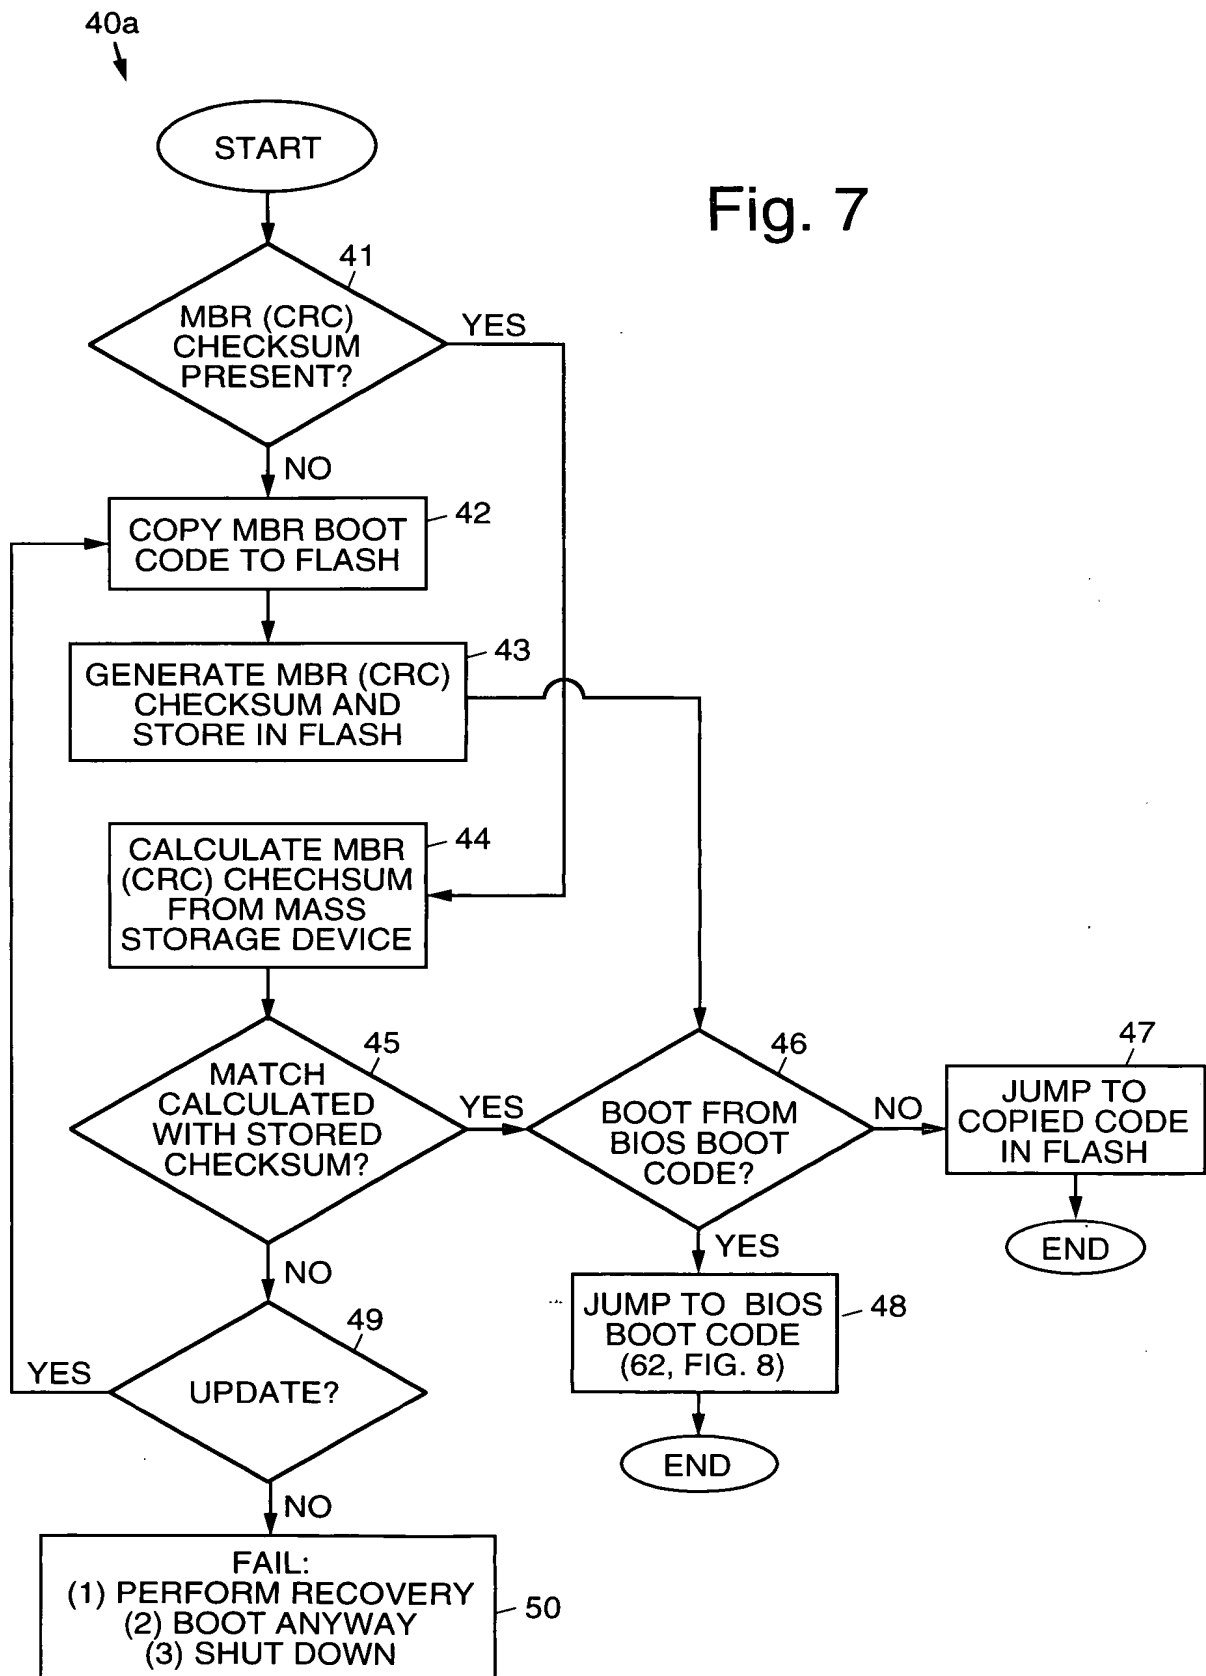 40a
START
Fig. 7
41
MBR (CRC)
CHECKSUM
PRESENT?
YES
NO
COPY MBR BOOT
CODE TO FLASH
42
GENERATE MBR (CRC)
CHECKSUM AND
STORE IN FLASH
43
CALCULATE MBR
(CRC) CHECHSUM
FROM MASS
STORAGE DEVICE
44
45
MATCH
CALCULATED
WITH STORED
CHECKSUM?
YES
NO
46
BOOT FROM
BIOS BOOT
CODE?
NO
YES
47
JUMP TO
COPIED CODE
IN FLASH
END
JUMP TO BIOS
BOOT CODE
(62, FIG. 8)
48
END
49
UPDATE?
YES
NO
FAIL:
(1) PERFORM RECOVERY
(2) BOOT ANYWAY
(3) SHUT DOWN
50